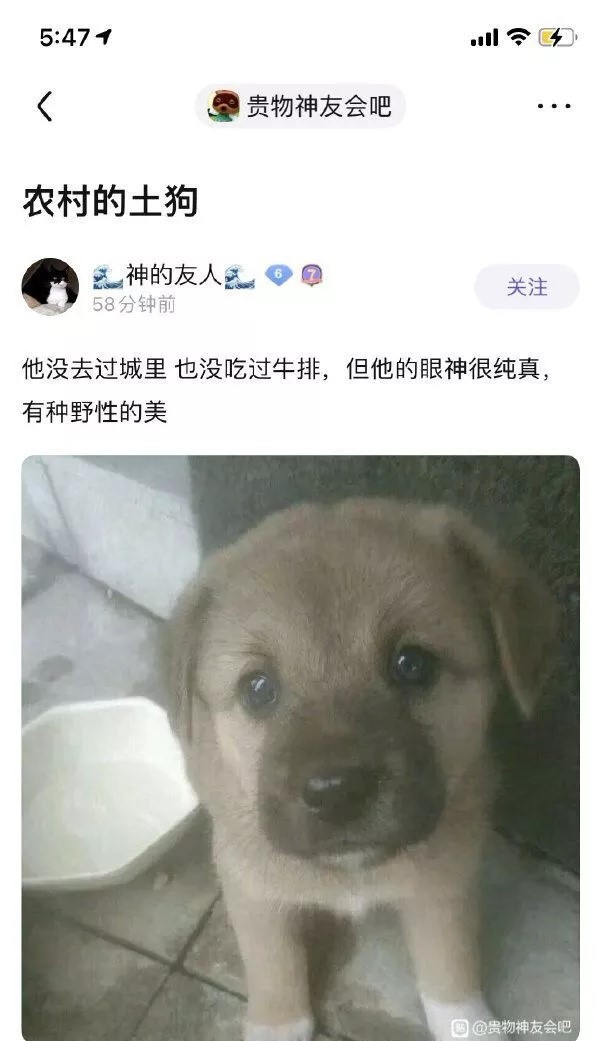 5:47
贵物神友会吧
农村的土狗
🌊神的友人🌊 6 7
58分钟前
关注
他没去过城里 也没吃过牛排，但他的眼神很纯真，
有种野性的美
@贵物神友会吧